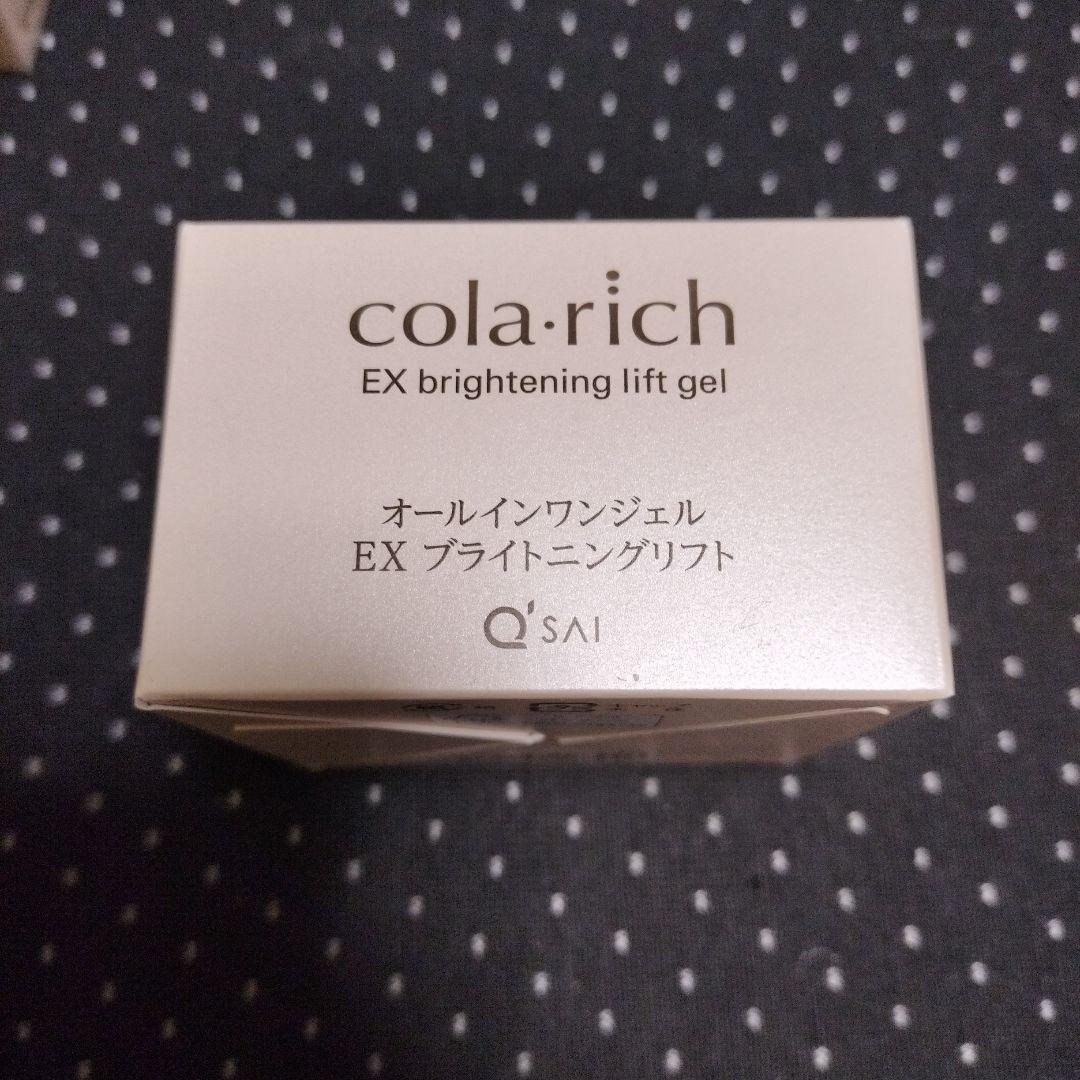 cola·rich
EX brightening lift gel
オールインワンジェル
EX ブライトニングリフト
Q'SAI